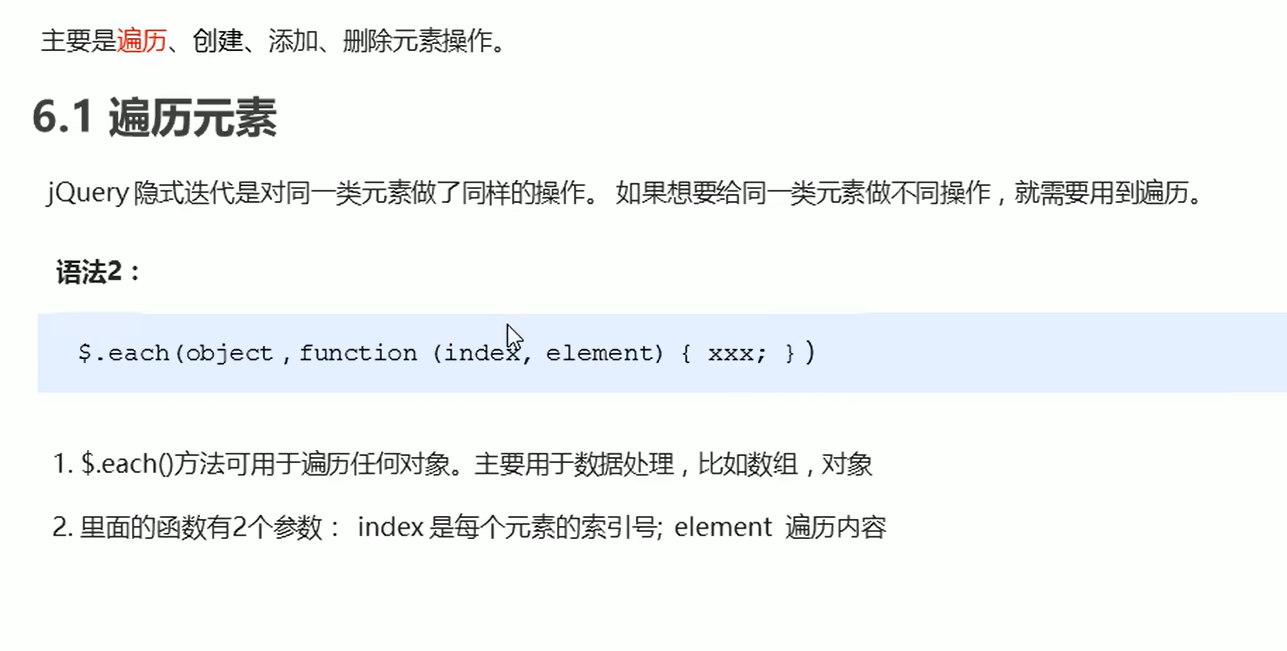 主要是遍历、创建、添加、删除元素操作。
6.1 遍历元素
jQuery 隐式迭代是对同一类元素做了同样的操作。 如果想要给同一类元素做不同操作，就需要用到遍历。
语法2：
$.each(object，function (index, element) { xxx; }）
1. $.each()方法可用于遍历任何对象。主要用于数据处理，比如数组，对象
2. 里面的函数有2个参数： index 是每个元素的索引号; element 遍历内容